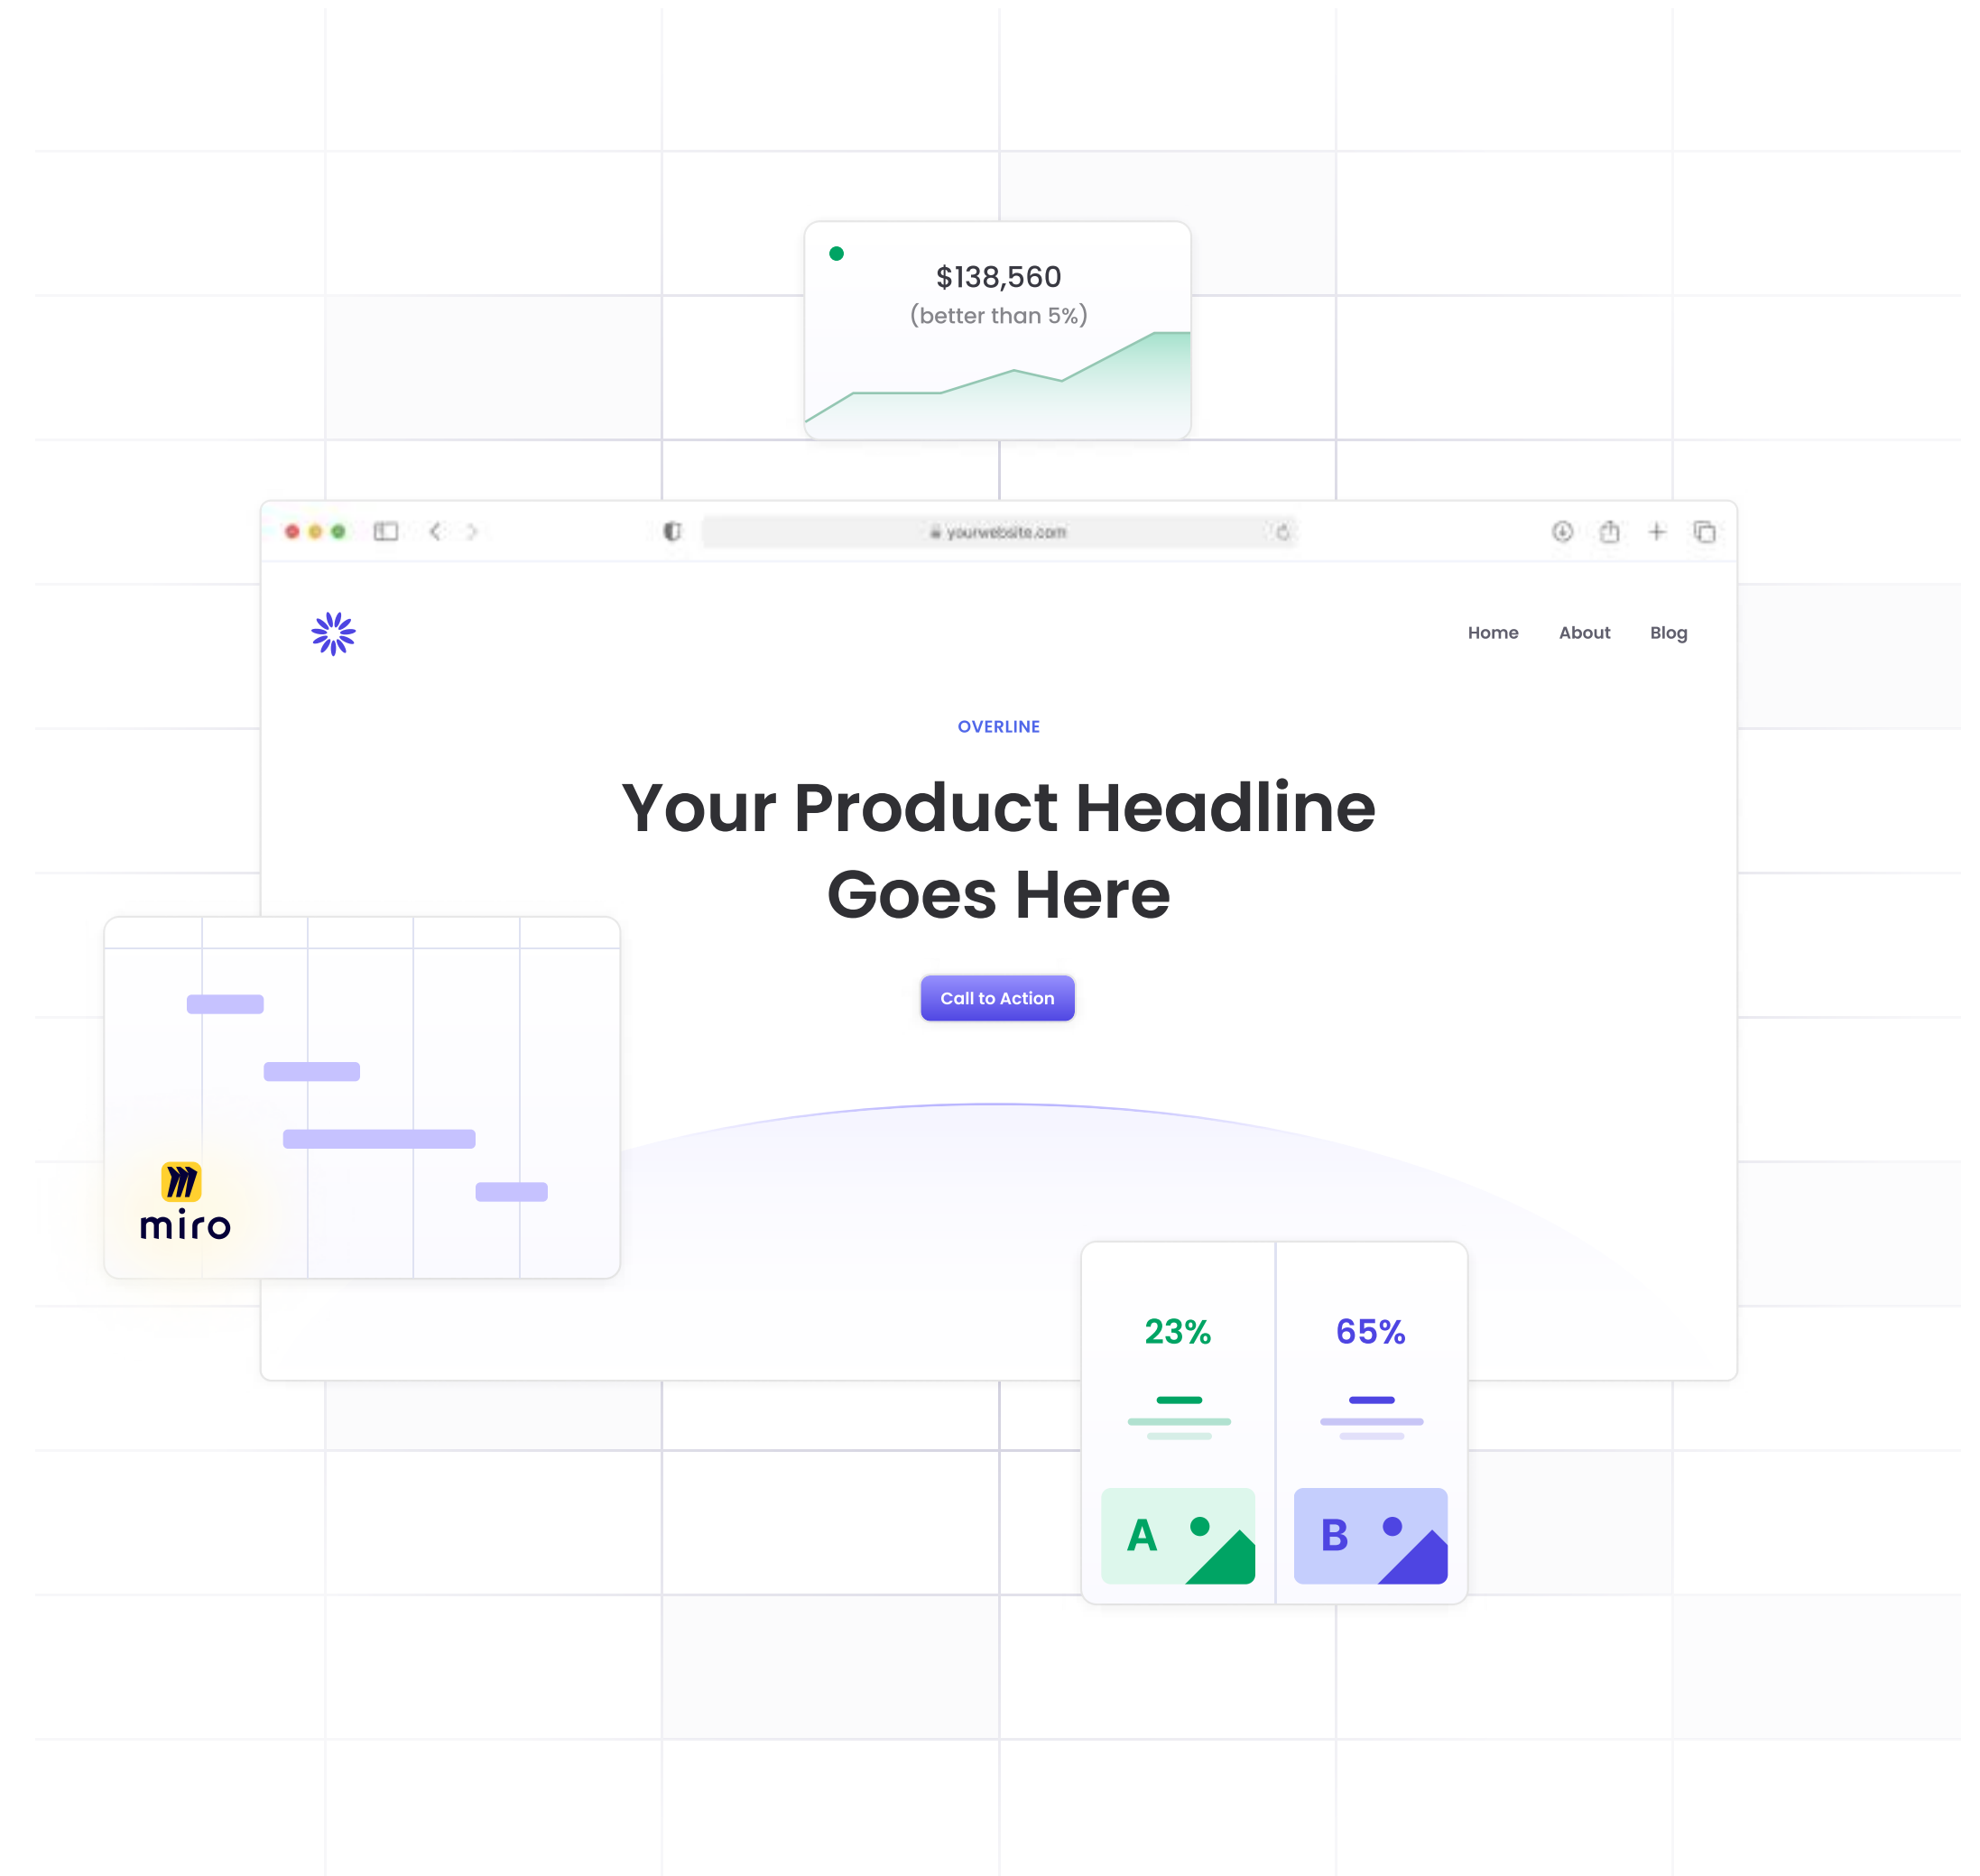 $138,560
(better than 5%)
yourwebsite.com
Home About Blog
OVERLINE
Your Product Headline
Goes Here
Call to Action
miro
23% 65%
A B